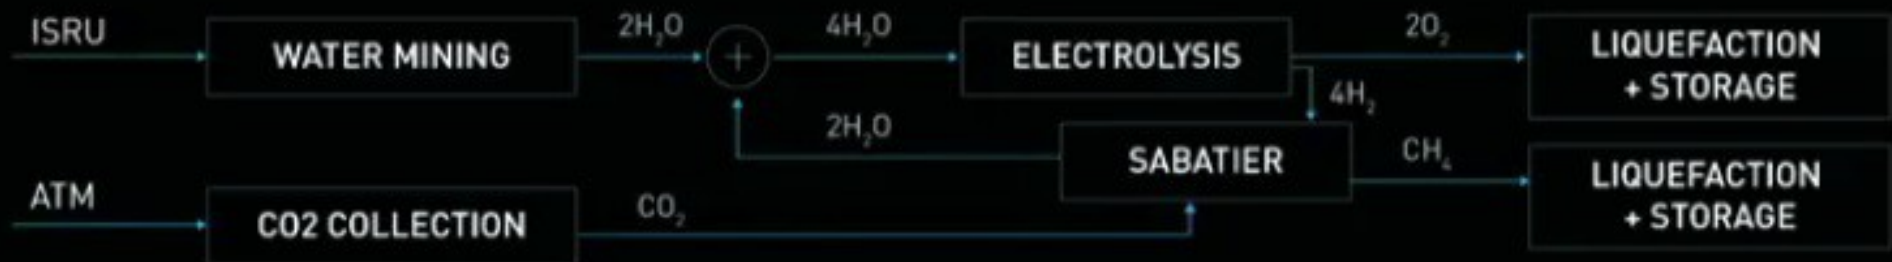 ISRU
WATER MINING
2H₂O
+
4H₂O
ELECTROLYSIS
2O₂
LIQUEFACTION
+ STORAGE
4H₂
2H₂O
SABATIER
CH₄
LIQUEFACTION
+ STORAGE
ATM
CO2 COLLECTION
CO₂